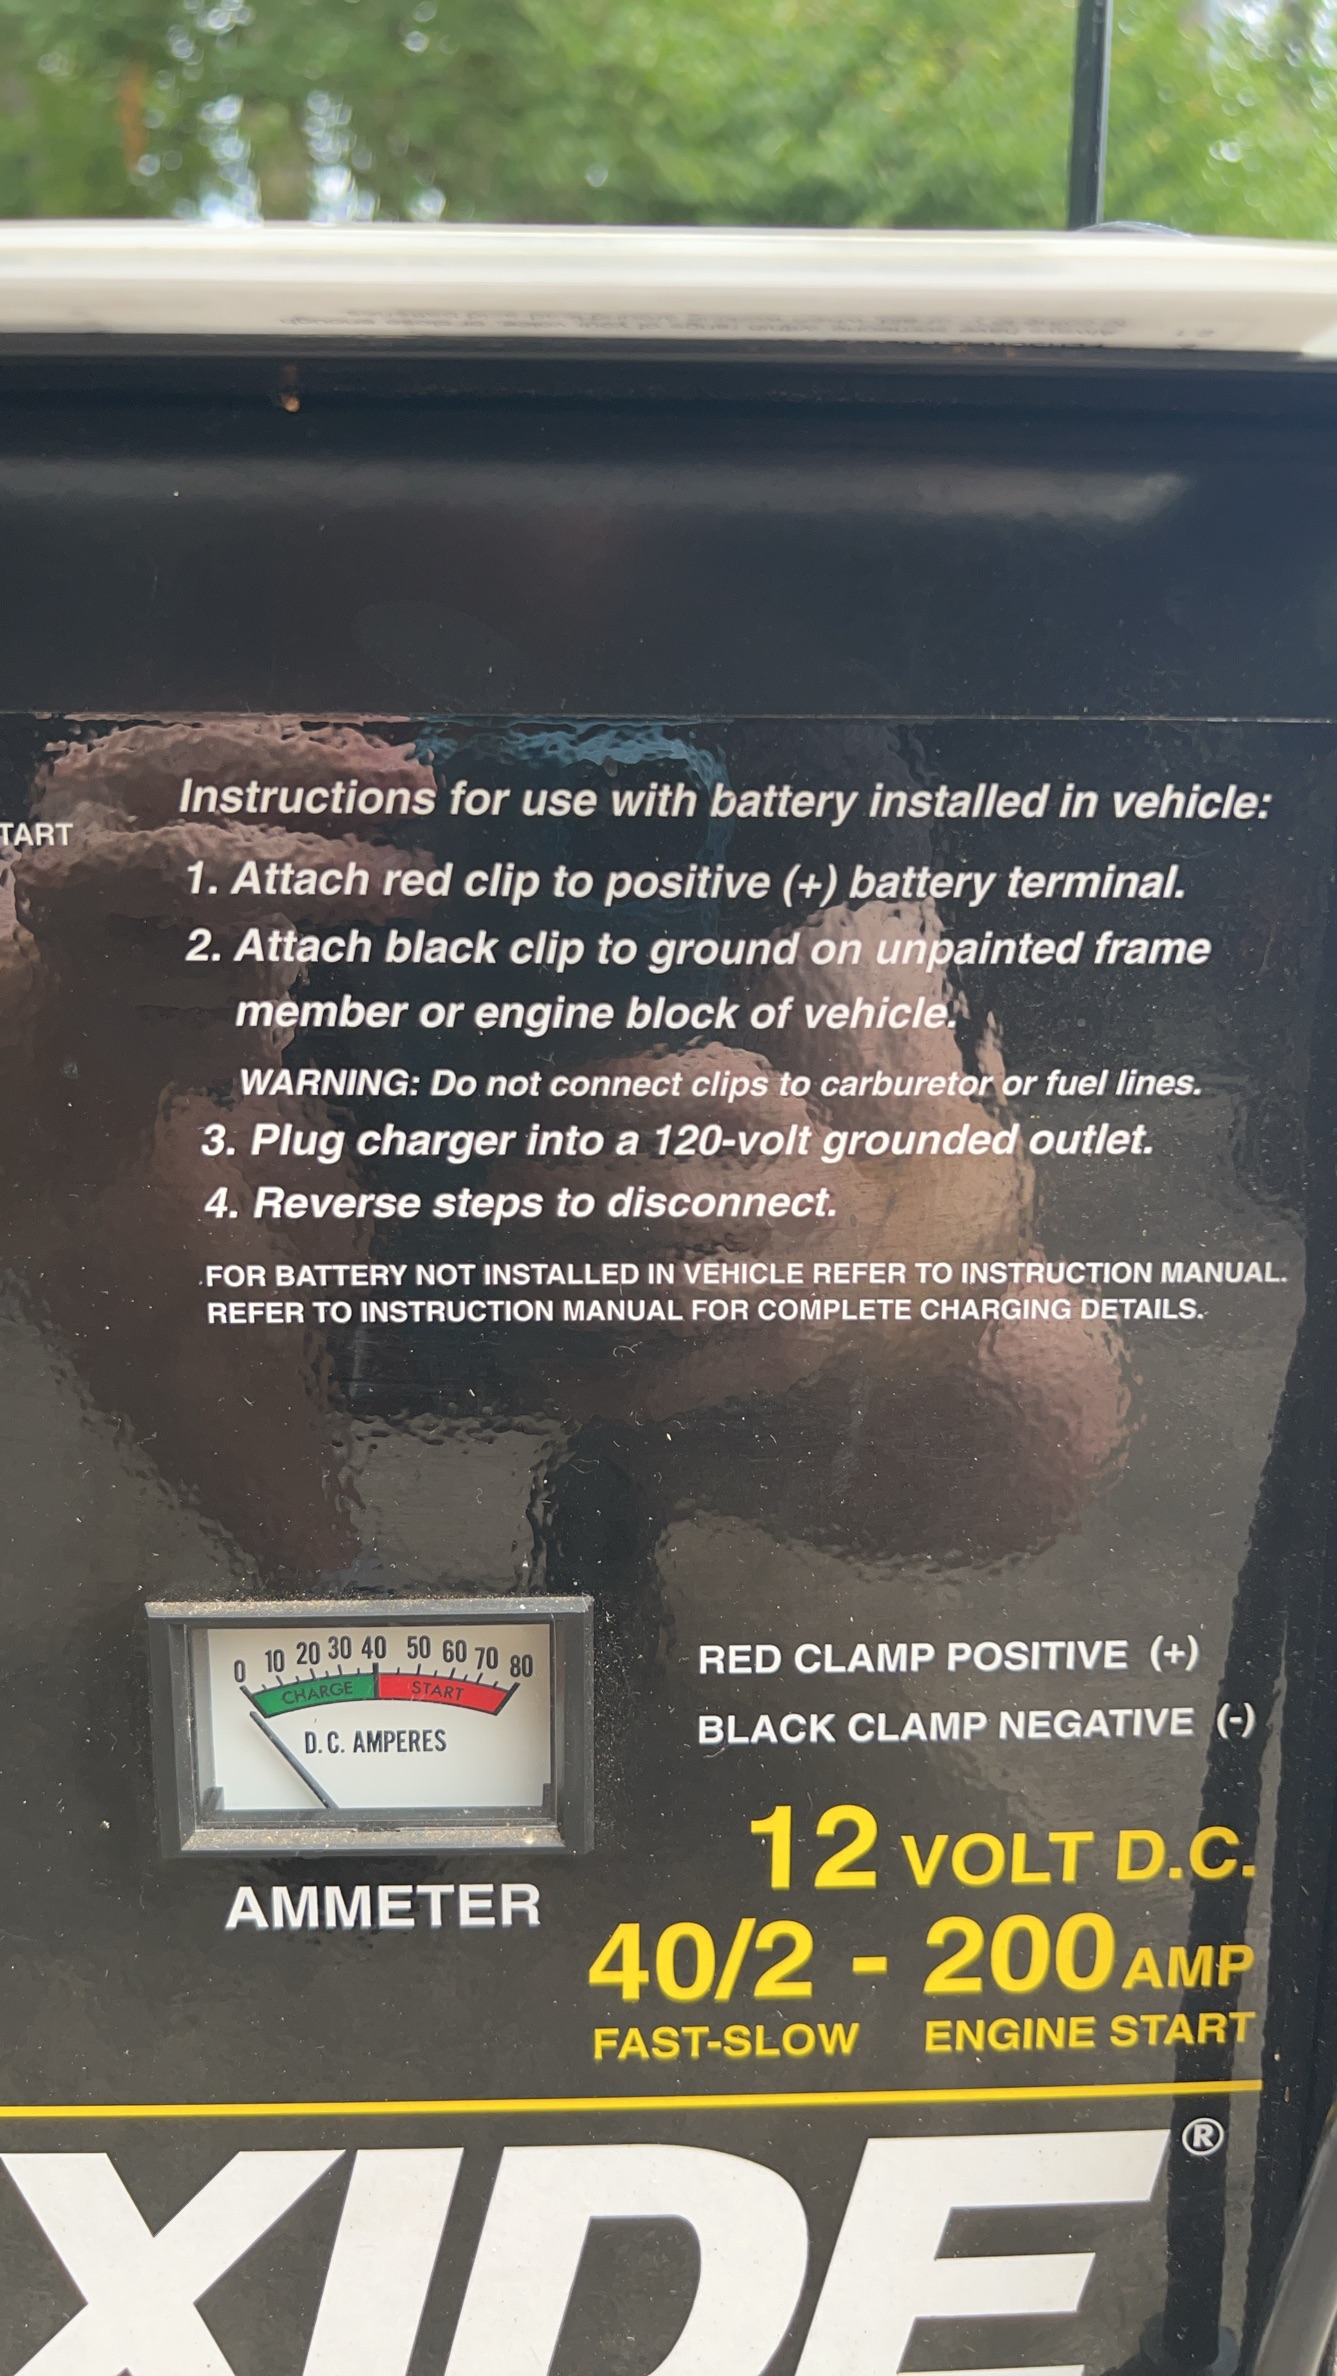 Instructions for use with battery installed in vehicle:
TART
1. Attach red clip to positive (+) battery terminal.
2. Attach black clip to ground on unpainted frame
member or engine block of vehicle.
WARNING: Do not connect clips to carburetor or fuel lines.
3. Plug charger into a 120-volt grounded outlet.
4. Reverse steps to disconnect.
FOR BATTERY NOT INSTALLED IN VEHICLE REFER TO INSTRUCTION MANUAL.
REFER TO INSTRUCTION MANUAL FOR COMPLETE CHARGING DETAILS.
0 10 20 30 40 50 60 70 80
CHARGE START
D.C. AMPERES
AMMETER
RED CLAMP POSITIVE (+)
BLACK CLAMP NEGATIVE (-)
12 VOLT D.C.
40/2 - 200 AMP
FAST-SLOW ENGINE START
XIDE®